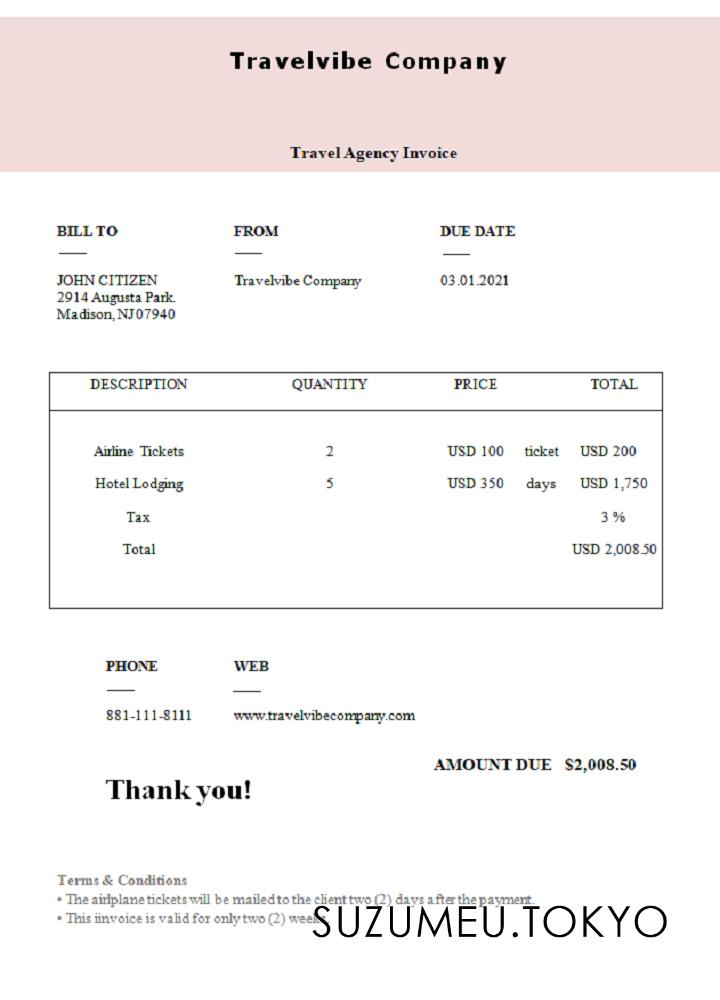 Travelvibe Company
Travel Agency Invoice
BILL TO FROM DUE DATE
JOHN CITIZEN Travelvibe Company 03.01.2021
2914 Augusta Park.
Madison, NJ 07940
DESCRIPTION QUANTITY PRICE TOTAL
Airline Tickets 2 USD 100 ticket USD 200
Hotel Lodging 5 USD 350 days USD 1,750
Tax 3 %
Total USD 2,008.50
PHONE WEB
881-111-8111 www.travelvibecompany.com
AMOUNT DUE $2,008.50
Thank you!
Terms & Conditions
• The airlplane tickets will be mailed to the client two (2) days after the payment.
• This iinvoice is valid for only two (2) weeks.
SUZUMEU.TOKYO